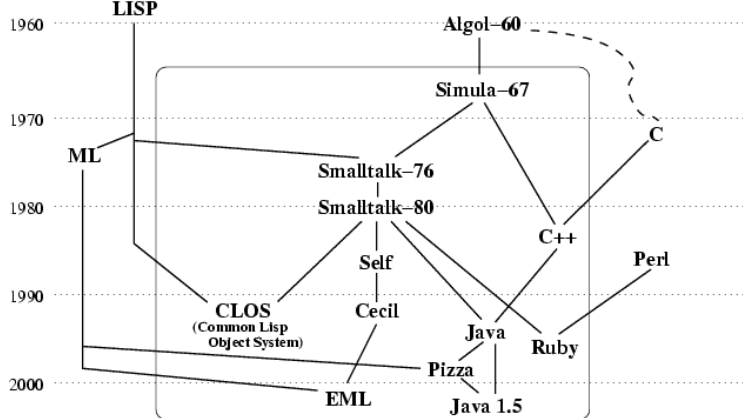 LISP
1960
Algol–60
Simula–67
1970
C
ML
Smalltalk–76
1980
Smalltalk–80
C++
Self
Perl
1990
CLOS
(Common Lisp
Object System)
Cecil
Java
Ruby
Pizza
2000
EML
Java 1.5